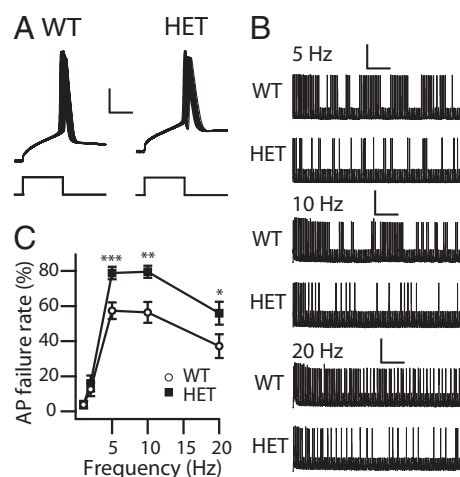 A
WT
HET
B
5 Hz
WT
HET
10 Hz
WT
HET
20 Hz
WT
HET
C
AP failure rate (%)
80
60
40
20
0
***
**
*
WT
HET
5
10
15
20
Frequency (Hz)